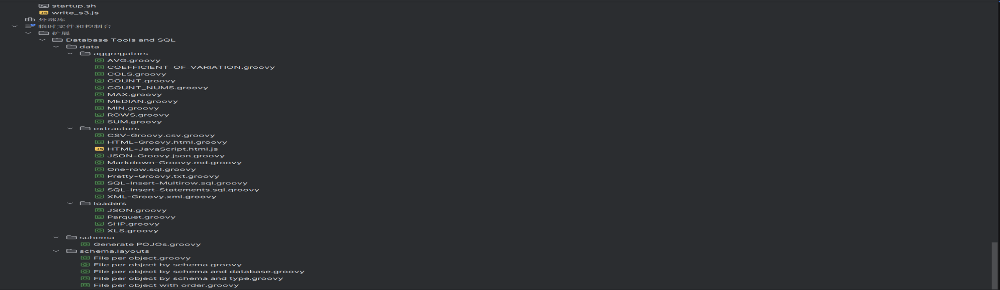 startup.sh
write_s3.js
外部库
临时文件和控制台
扩展
Database Tools and SQL
data
aggregators
AVG.groovy
COEFFICIENT_OF_VARIATION.groovy
COLS.groovy
COUNT.groovy
COUNT_NUMS.groovy
MAX.groovy
MEDIAN.groovy
MIN.groovy
ROWS.groovy
SUM.groovy
extractors
CSV-Groovy.csv.groovy
HTML-Groovy.html.groovy
HTML-JavaScript.html.js
JSON-Groovy.json.groovy
Markdown-Groovy.md.groovy
One-row.sql.groovy
Pretty-Groovy.txt.groovy
SQL-Insert-Multirow.sql.groovy
SQL-Insert-Statements.sql.groovy
XML-Groovy.xml.groovy
loaders
JSON.groovy
Parquet.groovy
SHP.groovy
XLS.groovy
schema
Generate POJOs.groovy
schema.layouts
File per object.groovy
File per object by schema.groovy
File per object by schema and database.groovy
File per object by schema and type.groovy
File per object with order.groovy